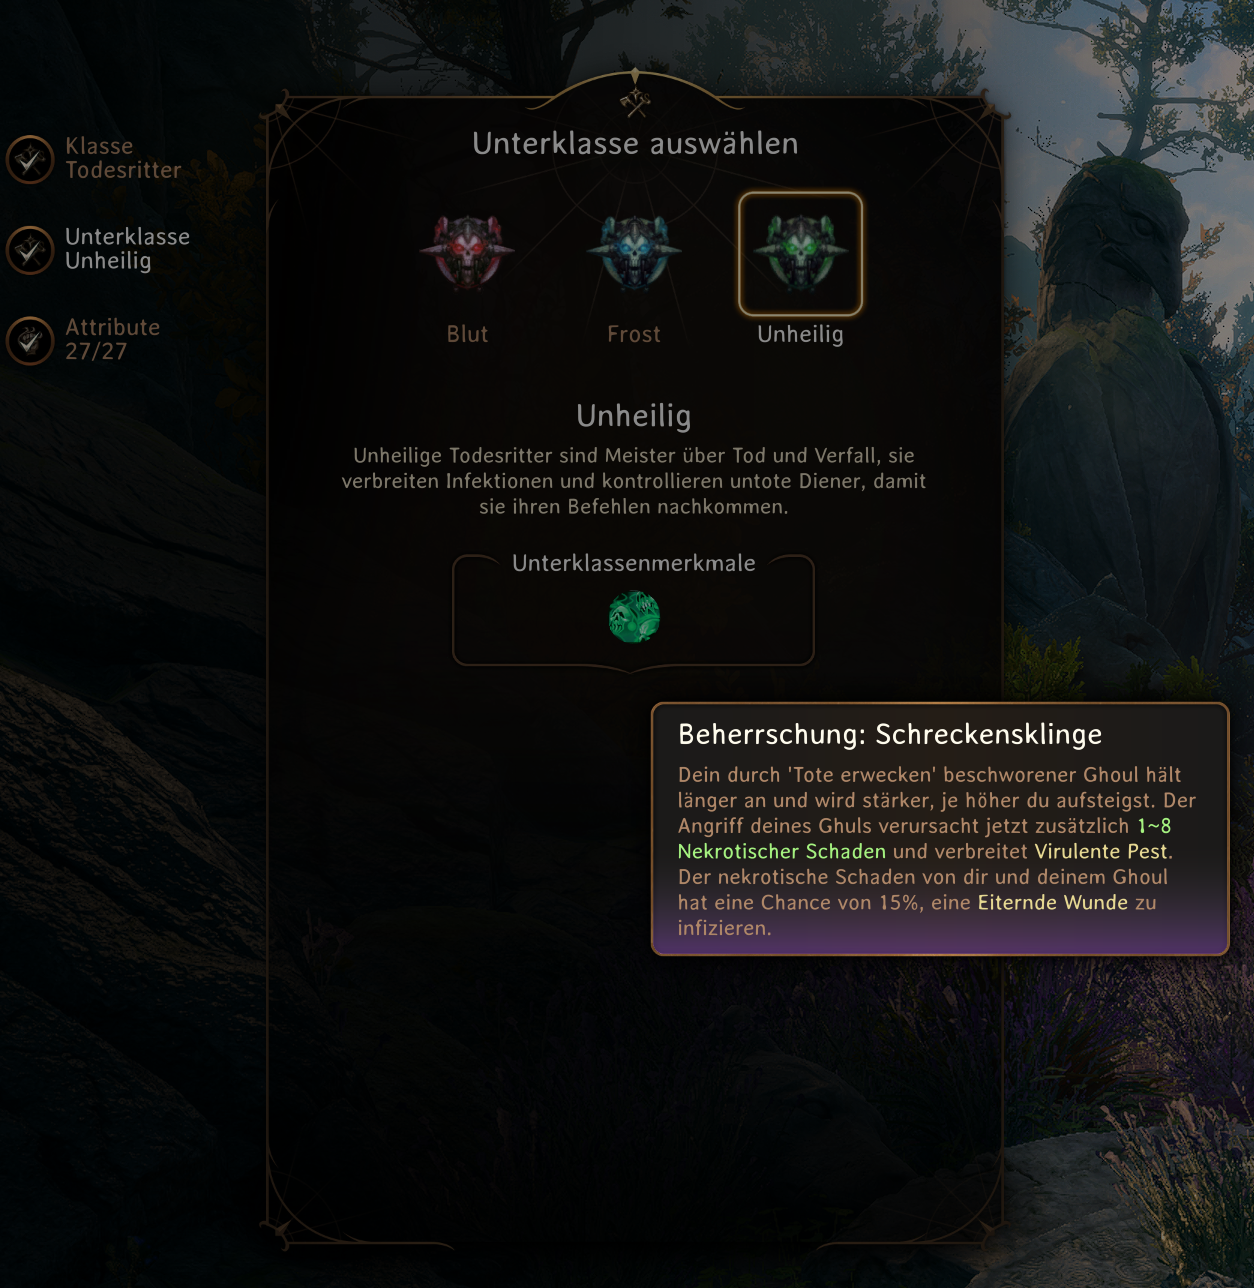 Unterklasse auswählen
Klasse
Todesritter
Unterklasse
Unheilig
Attribute
27/27
Blut
Frost
Unheilig
Unheilig
Unheilige Todesritter sind Meister über Tod und Verfall, sie
verbreiten Infektionen und kontrollieren untote Diener, damit
sie ihren Befehlen nachkommen.
Unterklassenmerkmale
Beherrschung: Schreckensklinge
Dein durch 'Tote erwecken' beschworener Ghoul hält
länger an und wird stärker, je höher du aufsteigst. Der
Angriff deines Ghuls verursacht jetzt zusätzlich 1~8
Nekrotischer Schaden und verbreitet Virulente Pest.
Der nekrotische Schaden von dir und deinem Ghoul
hat eine Chance von 15%, eine Eiternde Wunde zu
infizieren.